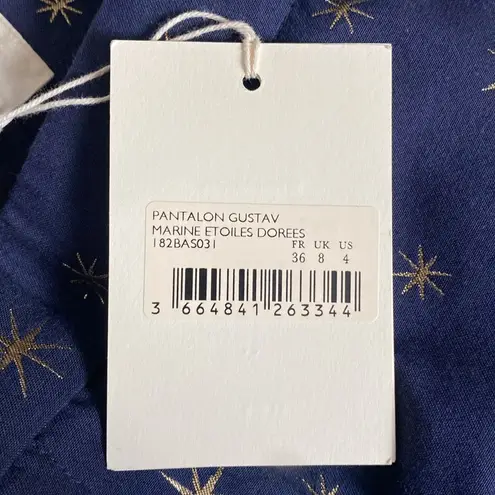 PANTALON GUSTAV
MARINE ETOILES DOREES
182BAS031
FR UK US
36 8 4
3 664841 263344